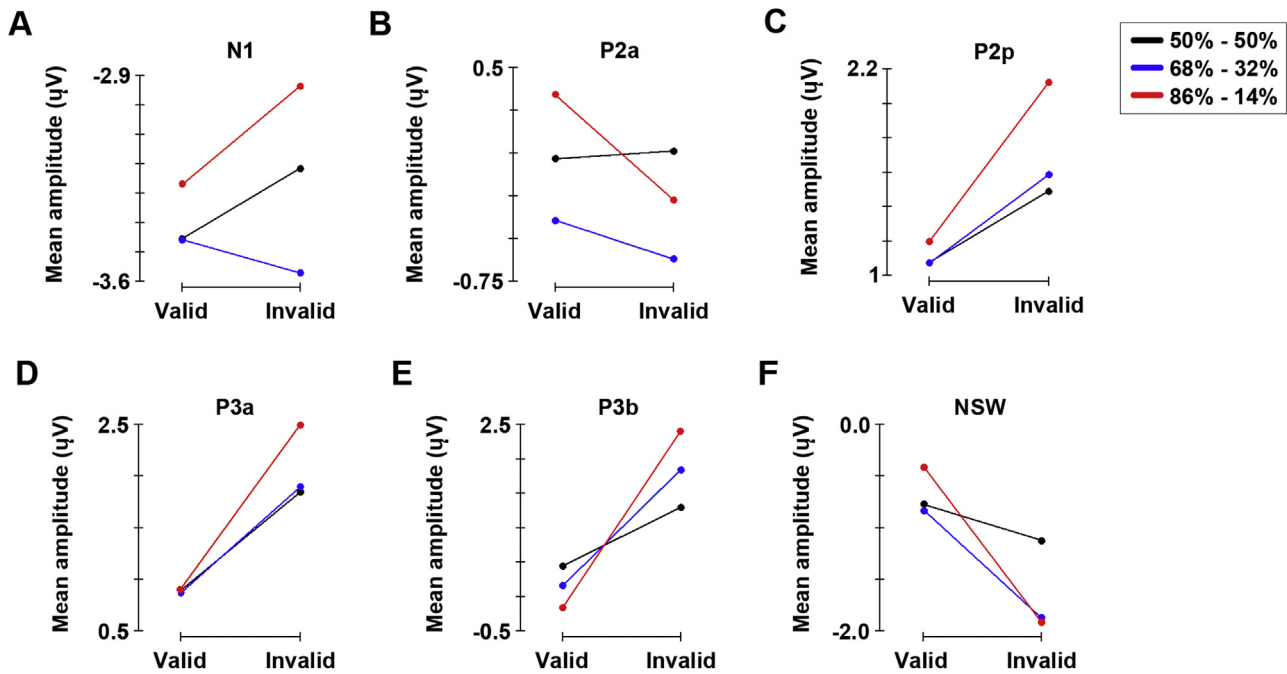 A
N1
Mean amplitude (ųV)
-2.9
-3.6
Valid
Invalid
B
P2a
Mean amplitude (ųV)
0.5
-0.75
Valid
Invalid
C
P2p
Mean amplitude (ųV)
2.2
1
Valid
Invalid
50% - 50%
68% - 32%
86% - 14%
D
P3a
Mean amplitude (ųV)
2.5
0.5
Valid
Invalid
E
P3b
Mean amplitude (ųV)
2.5
-0.5
Valid
Invalid
F
NSW
Mean amplitude (ųV)
0.0
-2.0
Valid
Invalid